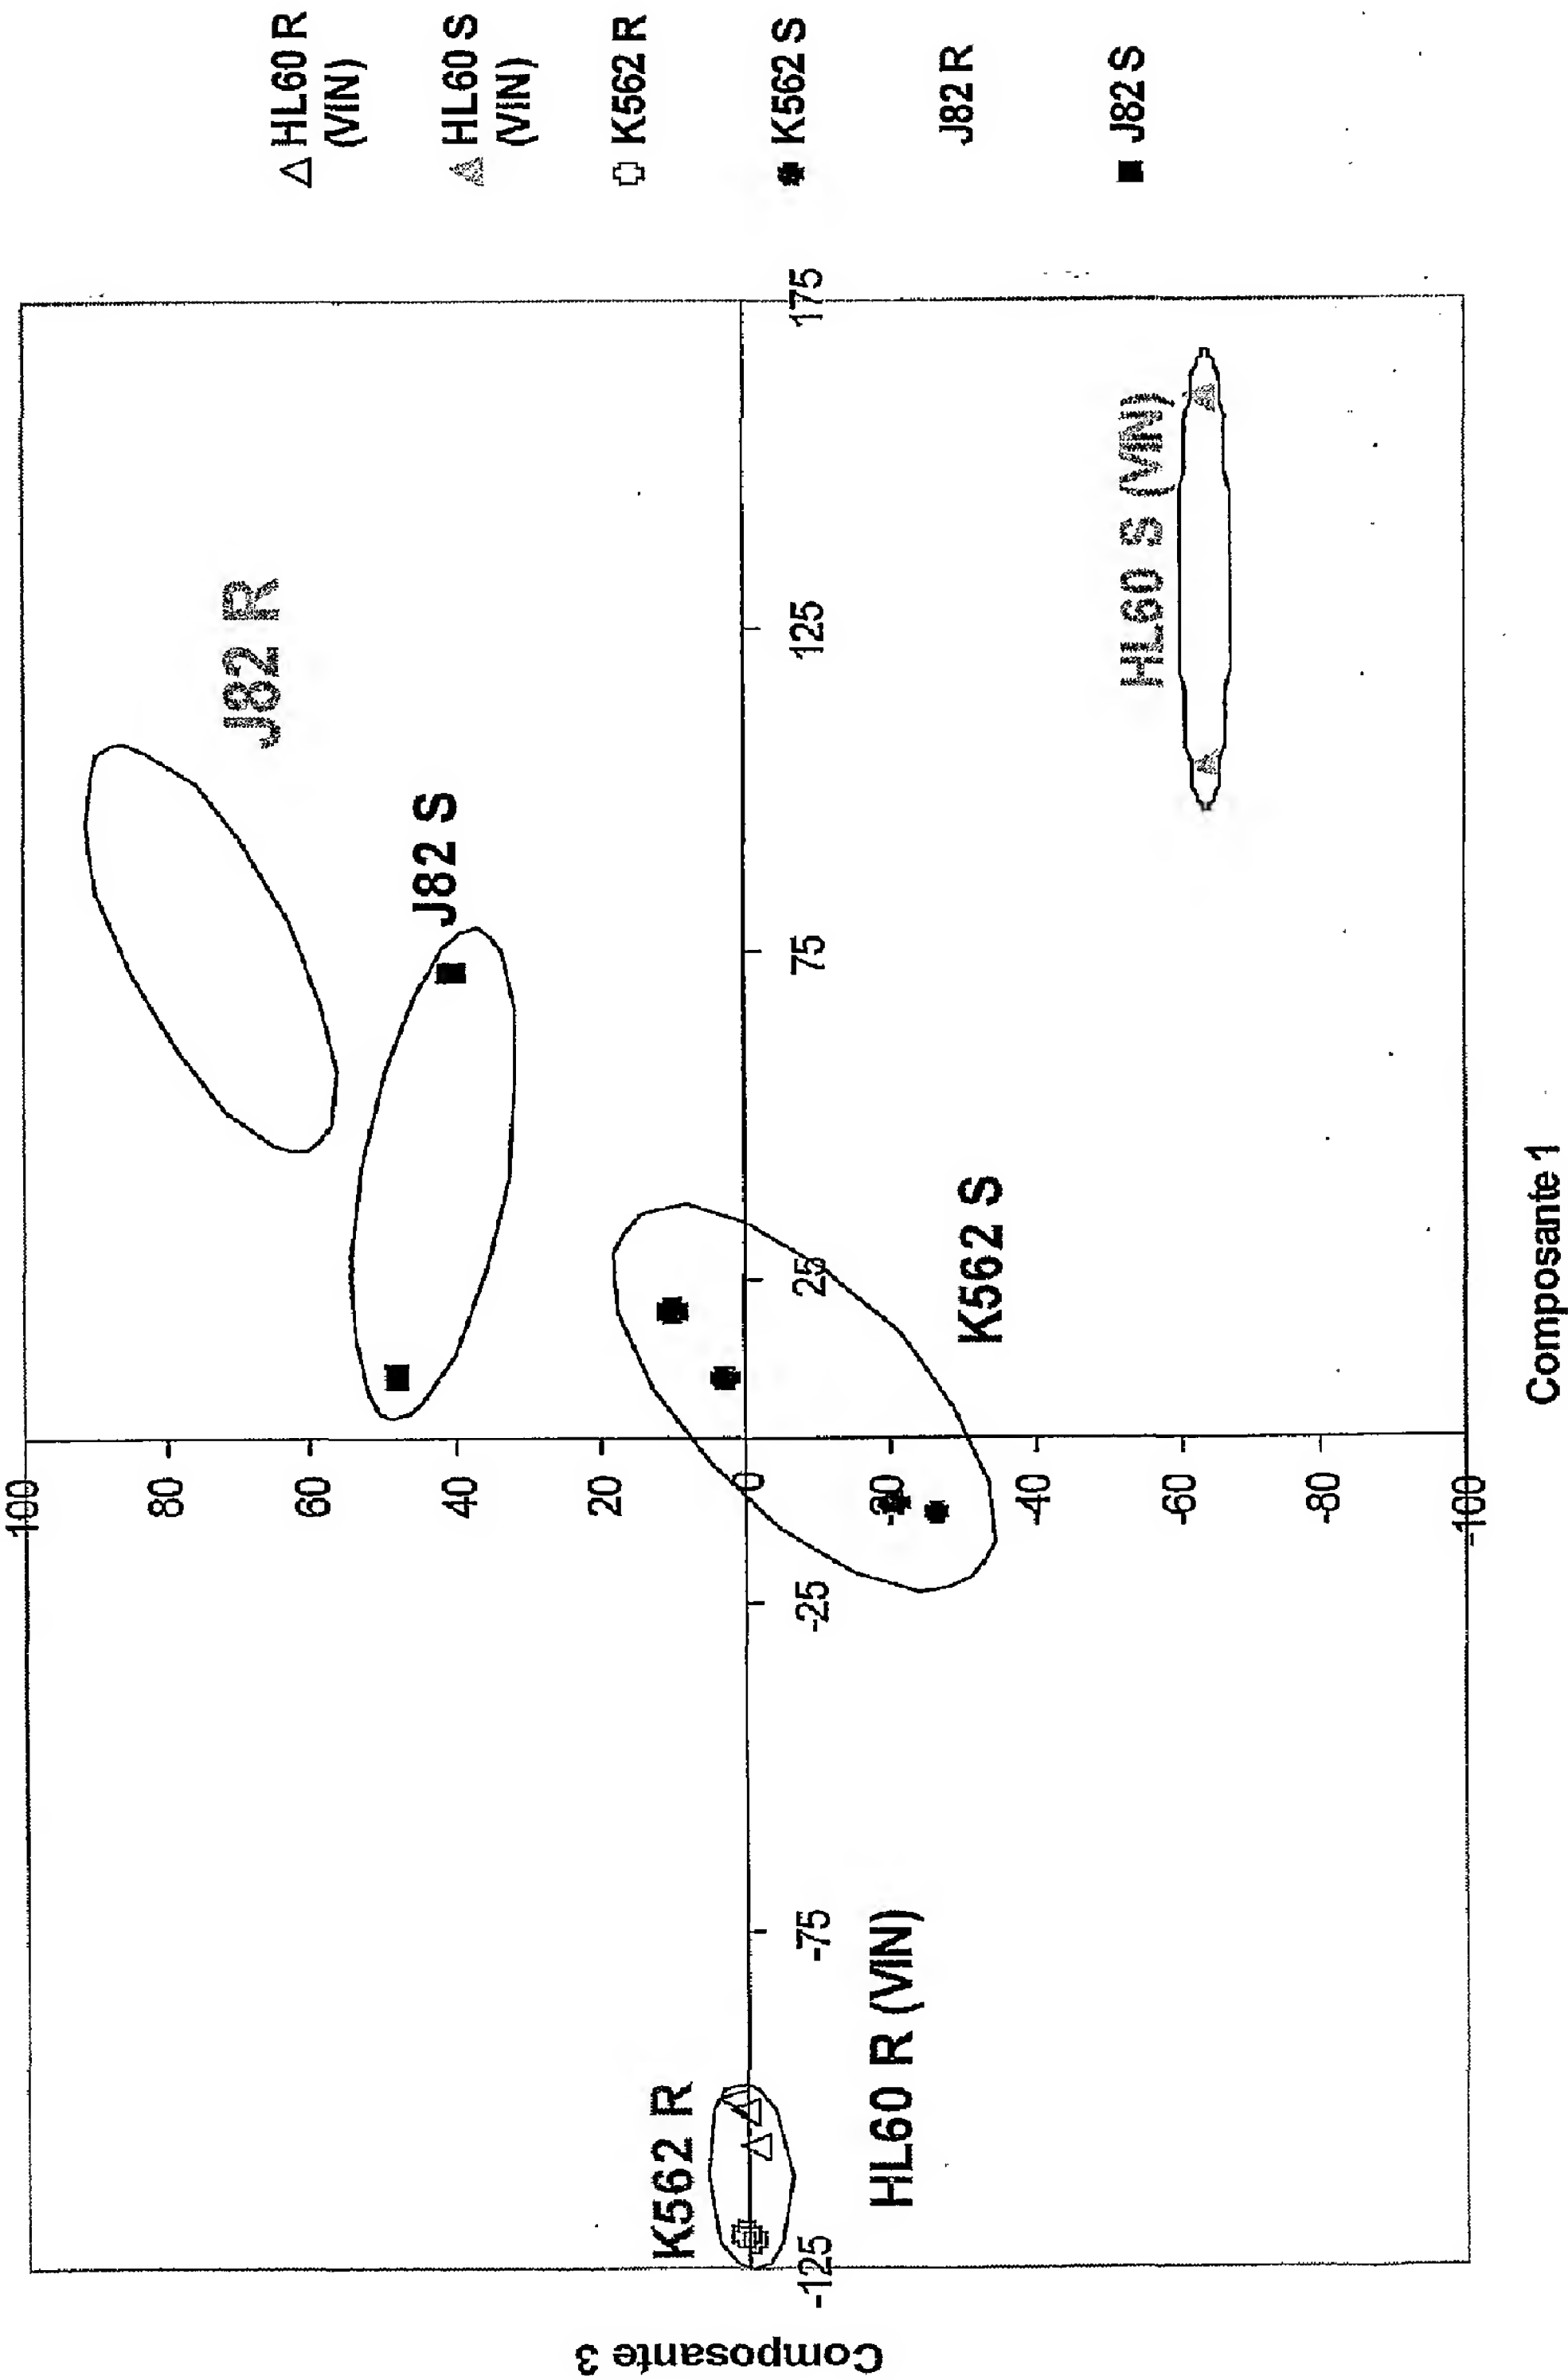 Composante 3
100
80
60
40
20
0
-20
-40
-60
-80
-100
-125
-75
-25
25
75
125
175
Composante 1
K562 R
HL60 R (VIN)
K562 S
J82 S
J82 R
HL60 S (VIN)
HL60 R
(VIN)
HL60 S
(VIN)
K562 R
K562 S
J82 R
J82 S